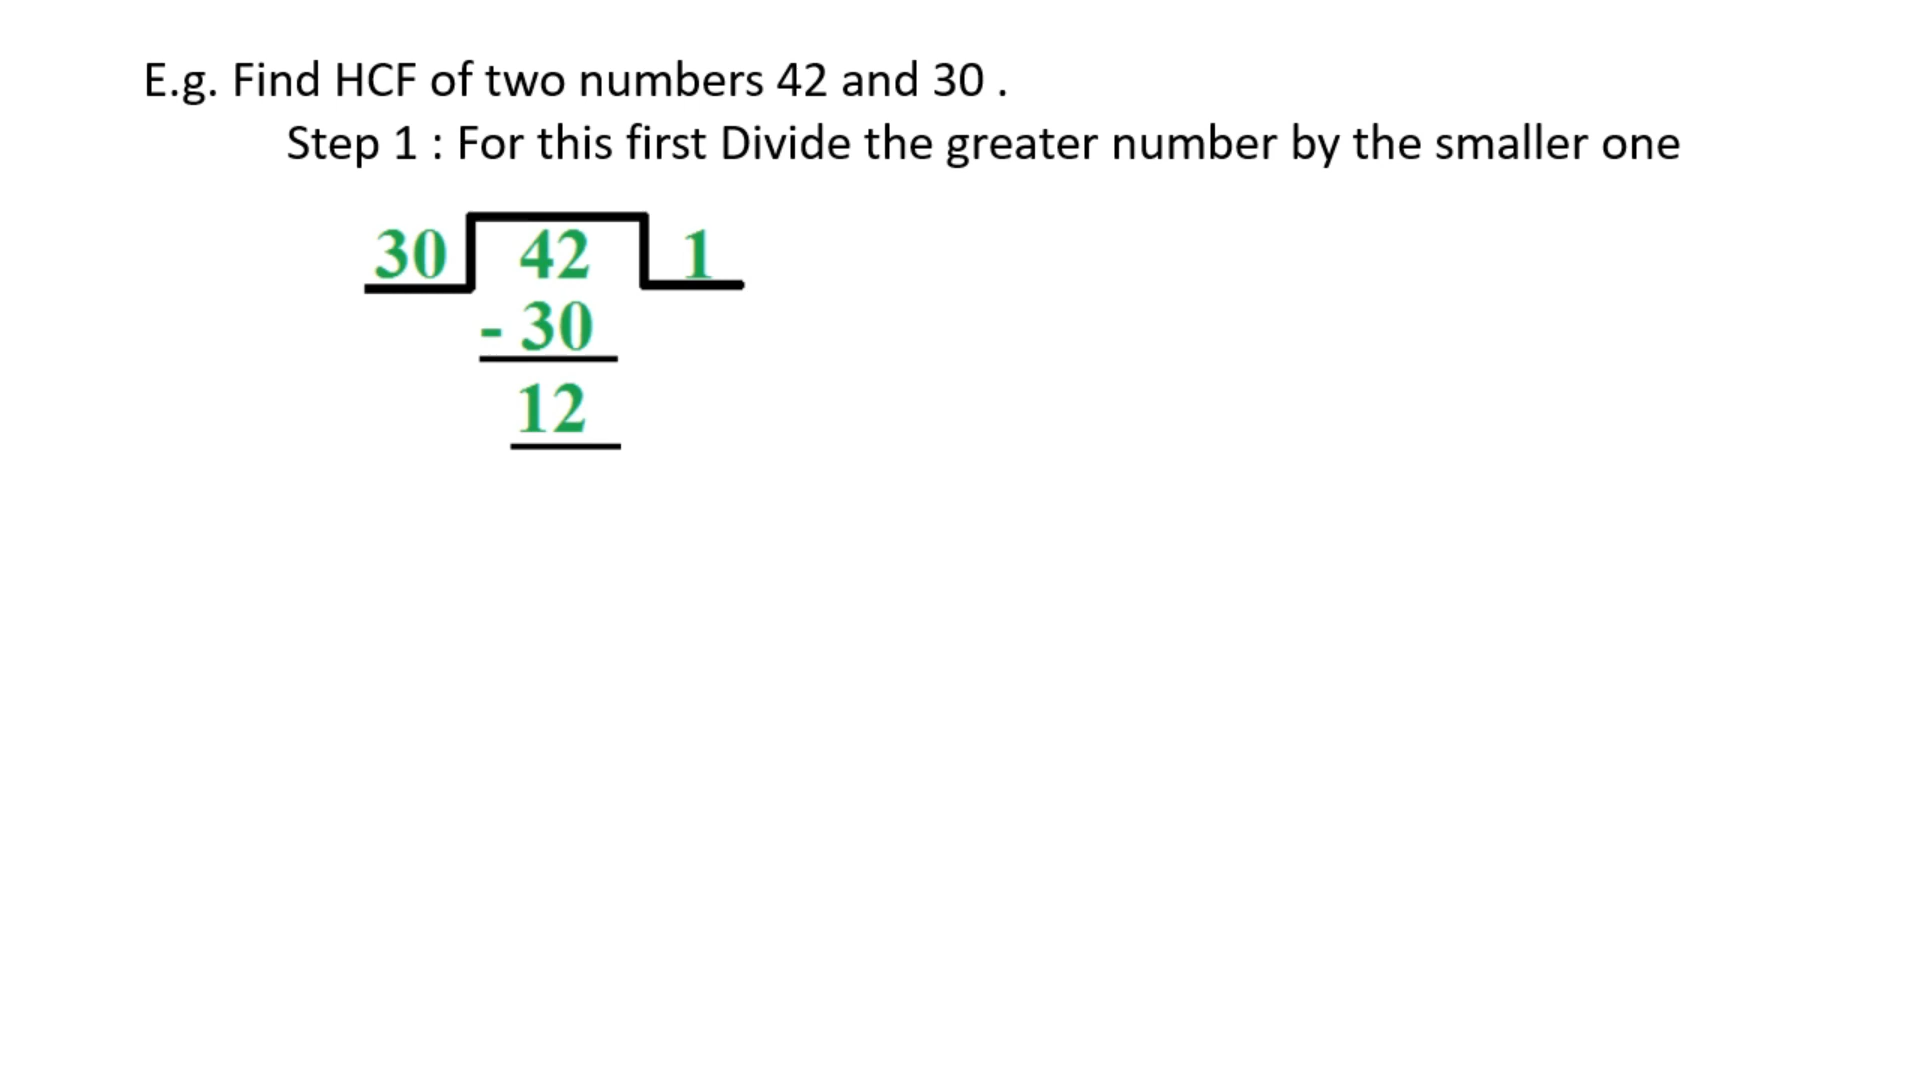 E.g. Find HCF of two numbers 42 and 30 .
Step 1 : For this first Divide the greater number by the smaller one
30 42 1
- 30
12